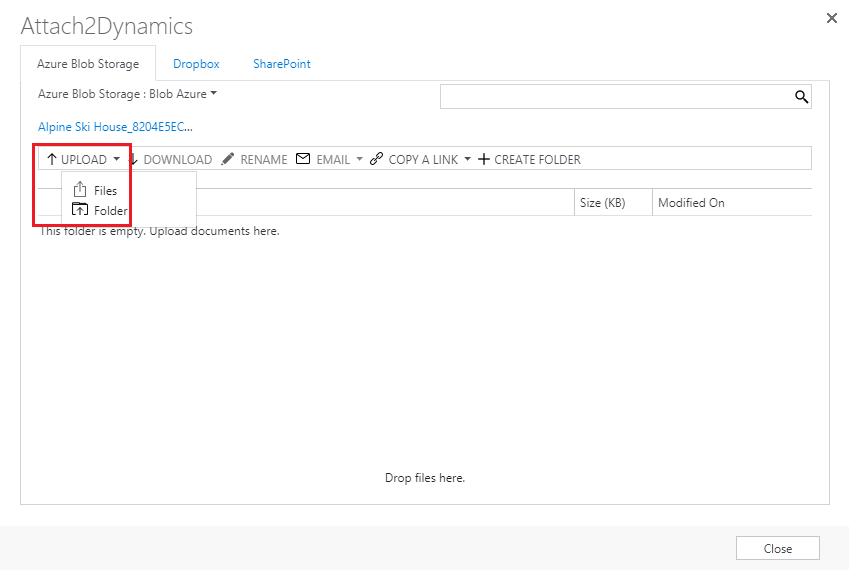 Attach2Dynamics
Azure Blob Storage Dropbox SharePoint
Azure Blob Storage : Blob Azure
Alpine Ski House_8204E5EC...
UPLOAD DOWNLOAD RENAME EMAIL COPY A LINK CREATE FOLDER
Files
Folder
Size (KB) Modified On
This folder is empty. Upload documents here.
Drop files here.
Close